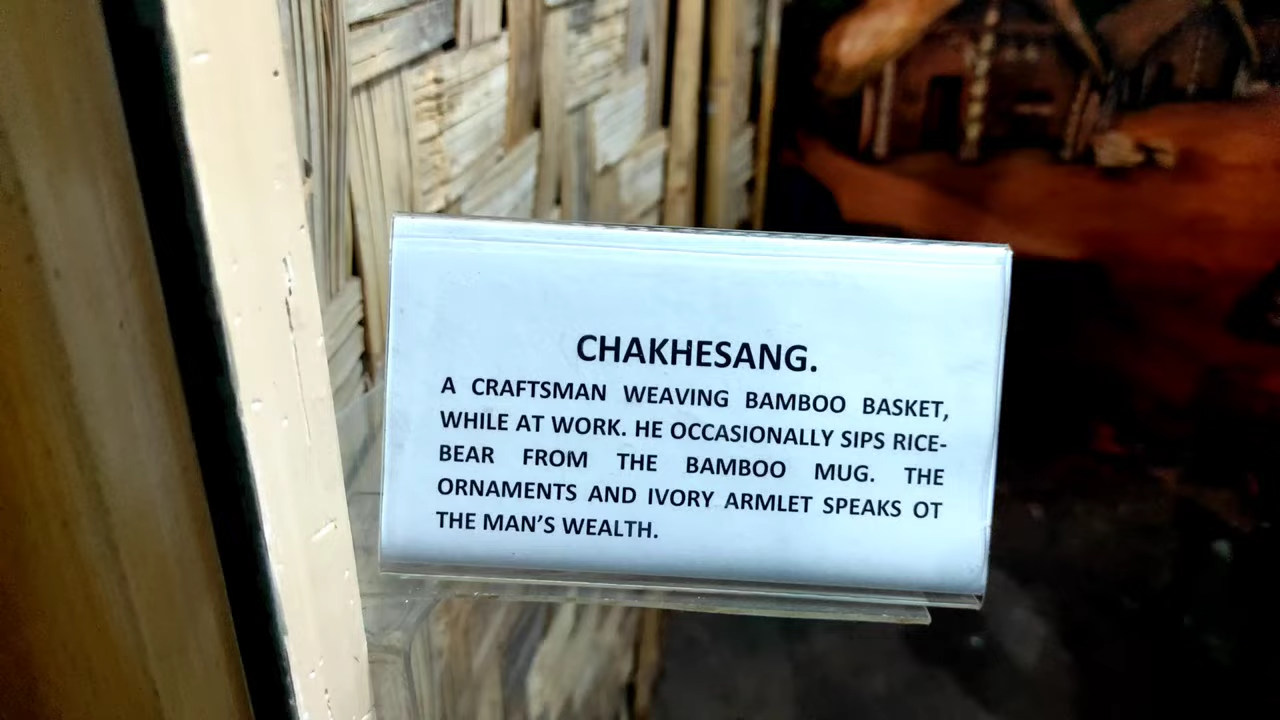 CHAKHESANG.
A CRAFTSMAN WEAVING BAMBOO BASKET,
WHILE AT WORK. HE OCCASIONALLY SIPS RICE-
BEAR FROM THE BAMBOO MUG. THE
ORNAMENTS AND IVORY ARMLET SPEAKS OT
THE MAN'S WEALTH.